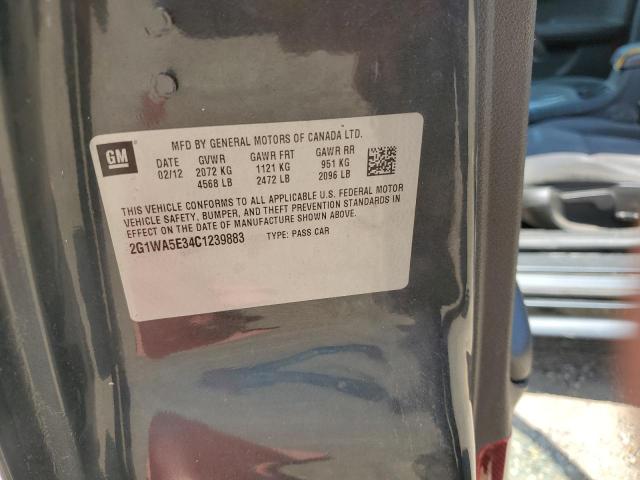 GM
MFD BY GENERAL MOTORS OF CANADA LTD.
DATE GVWR GAWR FRT GAWR RR
02/12 2072 KG 1121 KG 951 KG
4568 LB 2472 LB 2096 LB
THIS VEHICLE CONFORMS TO ALL APPLICABLE U.S. FEDERAL MOTOR
VEHICLE SAFETY, BUMPER, AND THEFT PREVENTION STANDARDS IN
EFFECT ON THE DATE OF MANUFACTURE SHOWN ABOVE.
2G1WA5E34C1239883 TYPE: PASS CAR